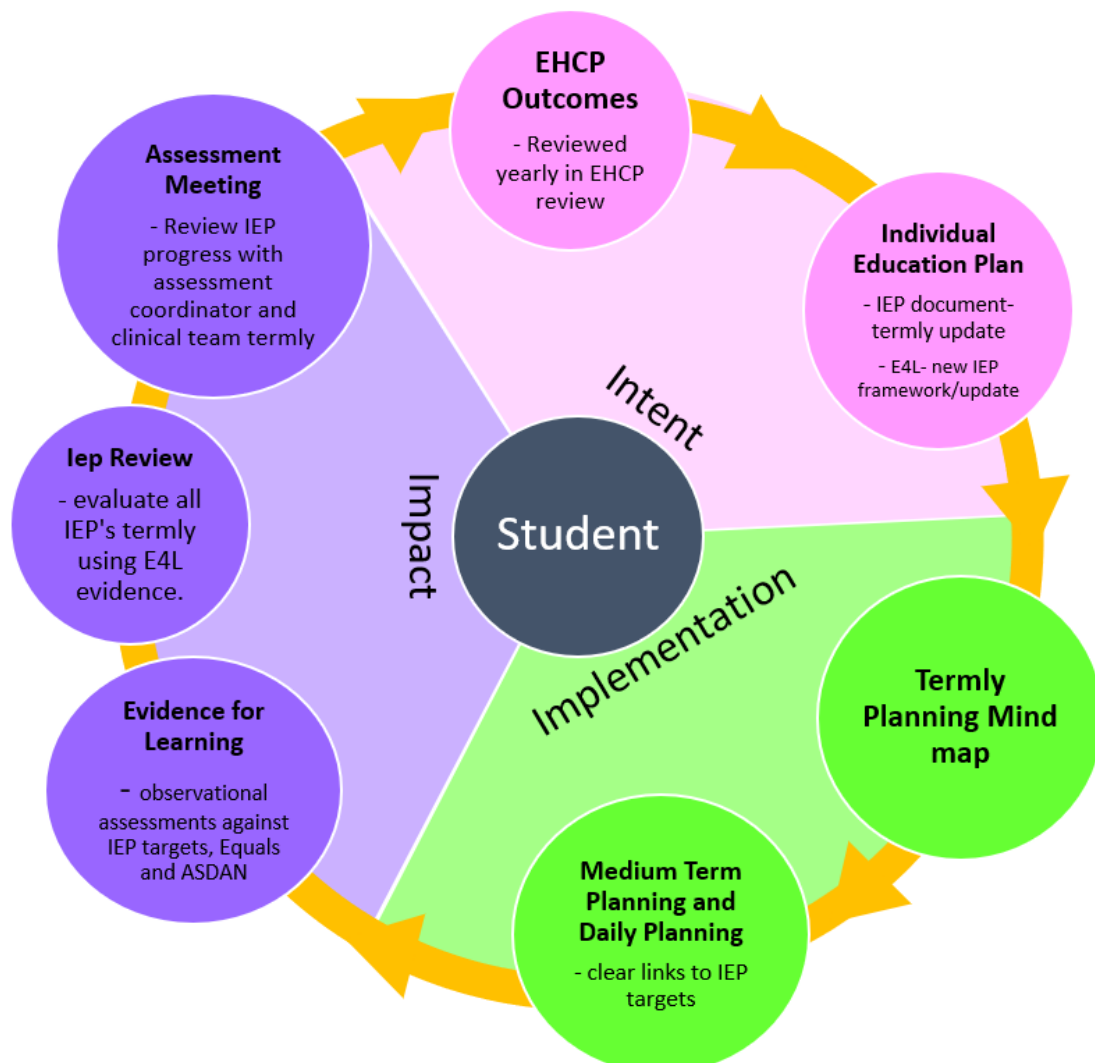 EHCP
Outcomes
- Reviewed
yearly in EHCP
review
Individual
Education Plan
- IEP document-
termly update
- E4L- new IEP
framework/update
Termly
Planning Mind
map
Medium Term
Planning and
Daily Planning
- clear links to IEP
targets
Evidence for
Learning
- observational
assessments against
IEP targets, Equals
and ASDAN
Iep Review
- evaluate all
IEP's termly
using E4L
evidence.
Assessment
Meeting
- Review IEP
progress with
assessment
coordinator and
clinical team termly
Intent
Implementation
Impact
Student